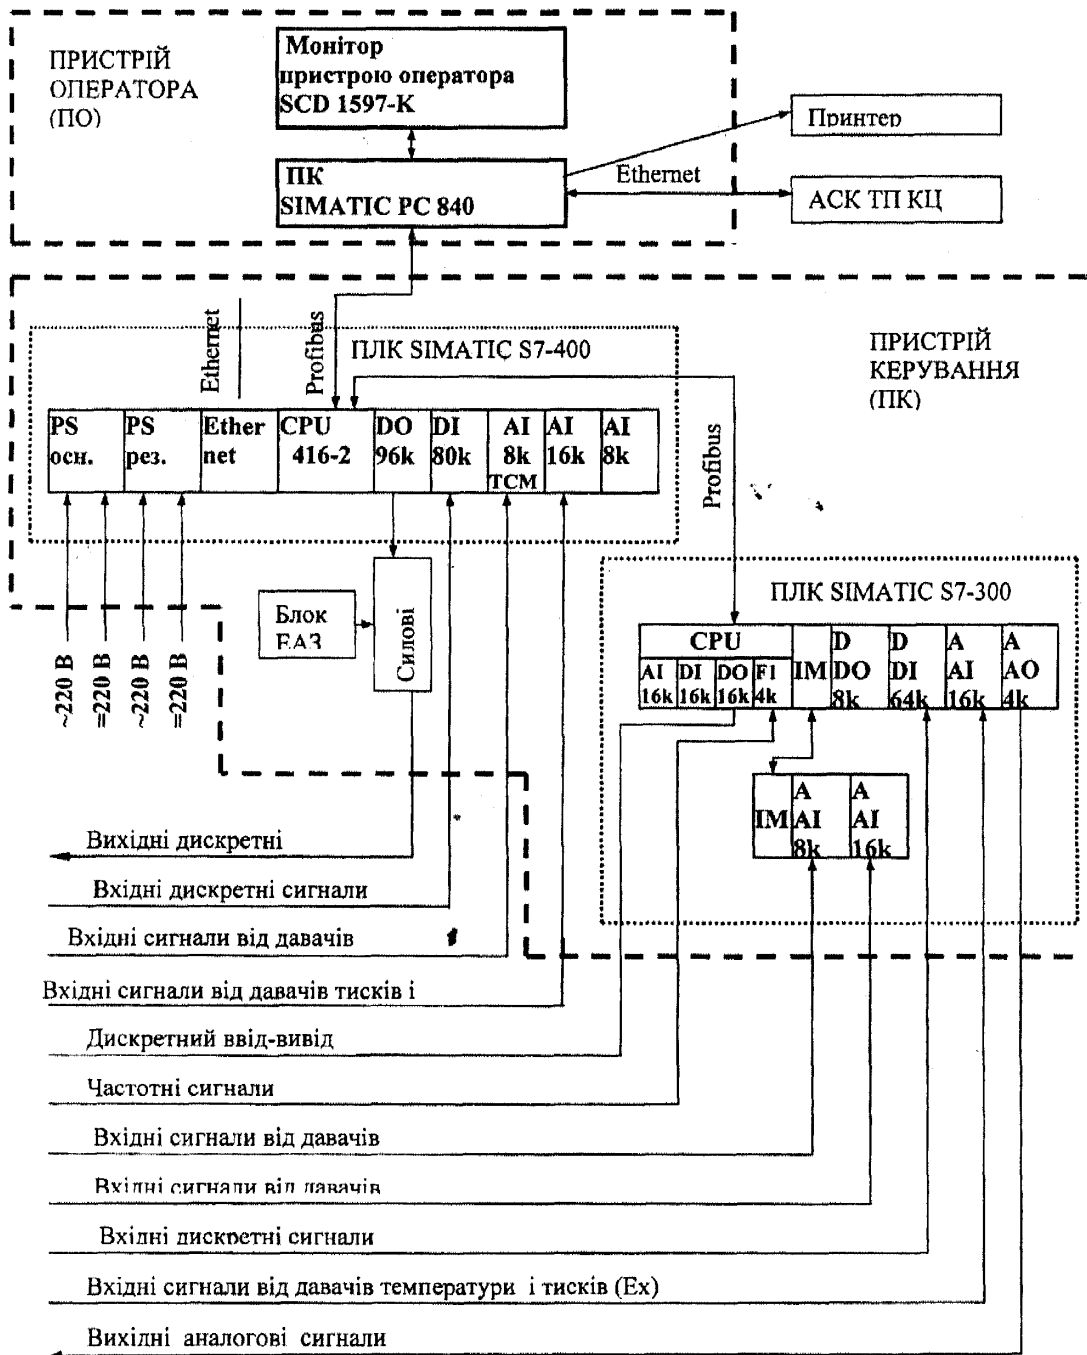 ПРИСТРІЙ
ОПЕРАТОРА
(ПО)
Монітор
пристрою оператора
SCD 1597-K
ПК
SIMATIC PC 840
Ethernet
Принтер
АСК ТП КЦ
Ethernet
Profibus
ПЛК SIMATIC S7-400
ПРИСТРІЙ
КЕРУВАННЯ
(ПК)
PS
осн.
PS
рез.
Ether
net
CPU
416-2
DO
96k
DI
80k
AI
8k
TCM
AI
16k
AI
8k
Profibus
~220 В
=220 В
~220 В
=220 В
Блок
ЕАЗ
Силові
ПЛК SIMATIC S7-300
CPU
AI
16k
DI
16k
DO
16k
FI
4k
IM
D
DO
8k
D
DI
64k
A
AI
16k
A
AO
4k
IM
A
AI
8k
A
AI
16k
Вихідні дискретні
Вхідні дискретні сигнали
Вхідні сигнали від давачів
Вхідні сигнали від давачів тисків і
Дискретний ввід-вивід
Частотні сигнали
Вхідні сигнали від давачів
Вхідні сигнали від давачів
Вхідні дискретні сигнали
Вхідні сигнали від давачів температури і тисків (Ex)
Вихідні аналогові сигнали